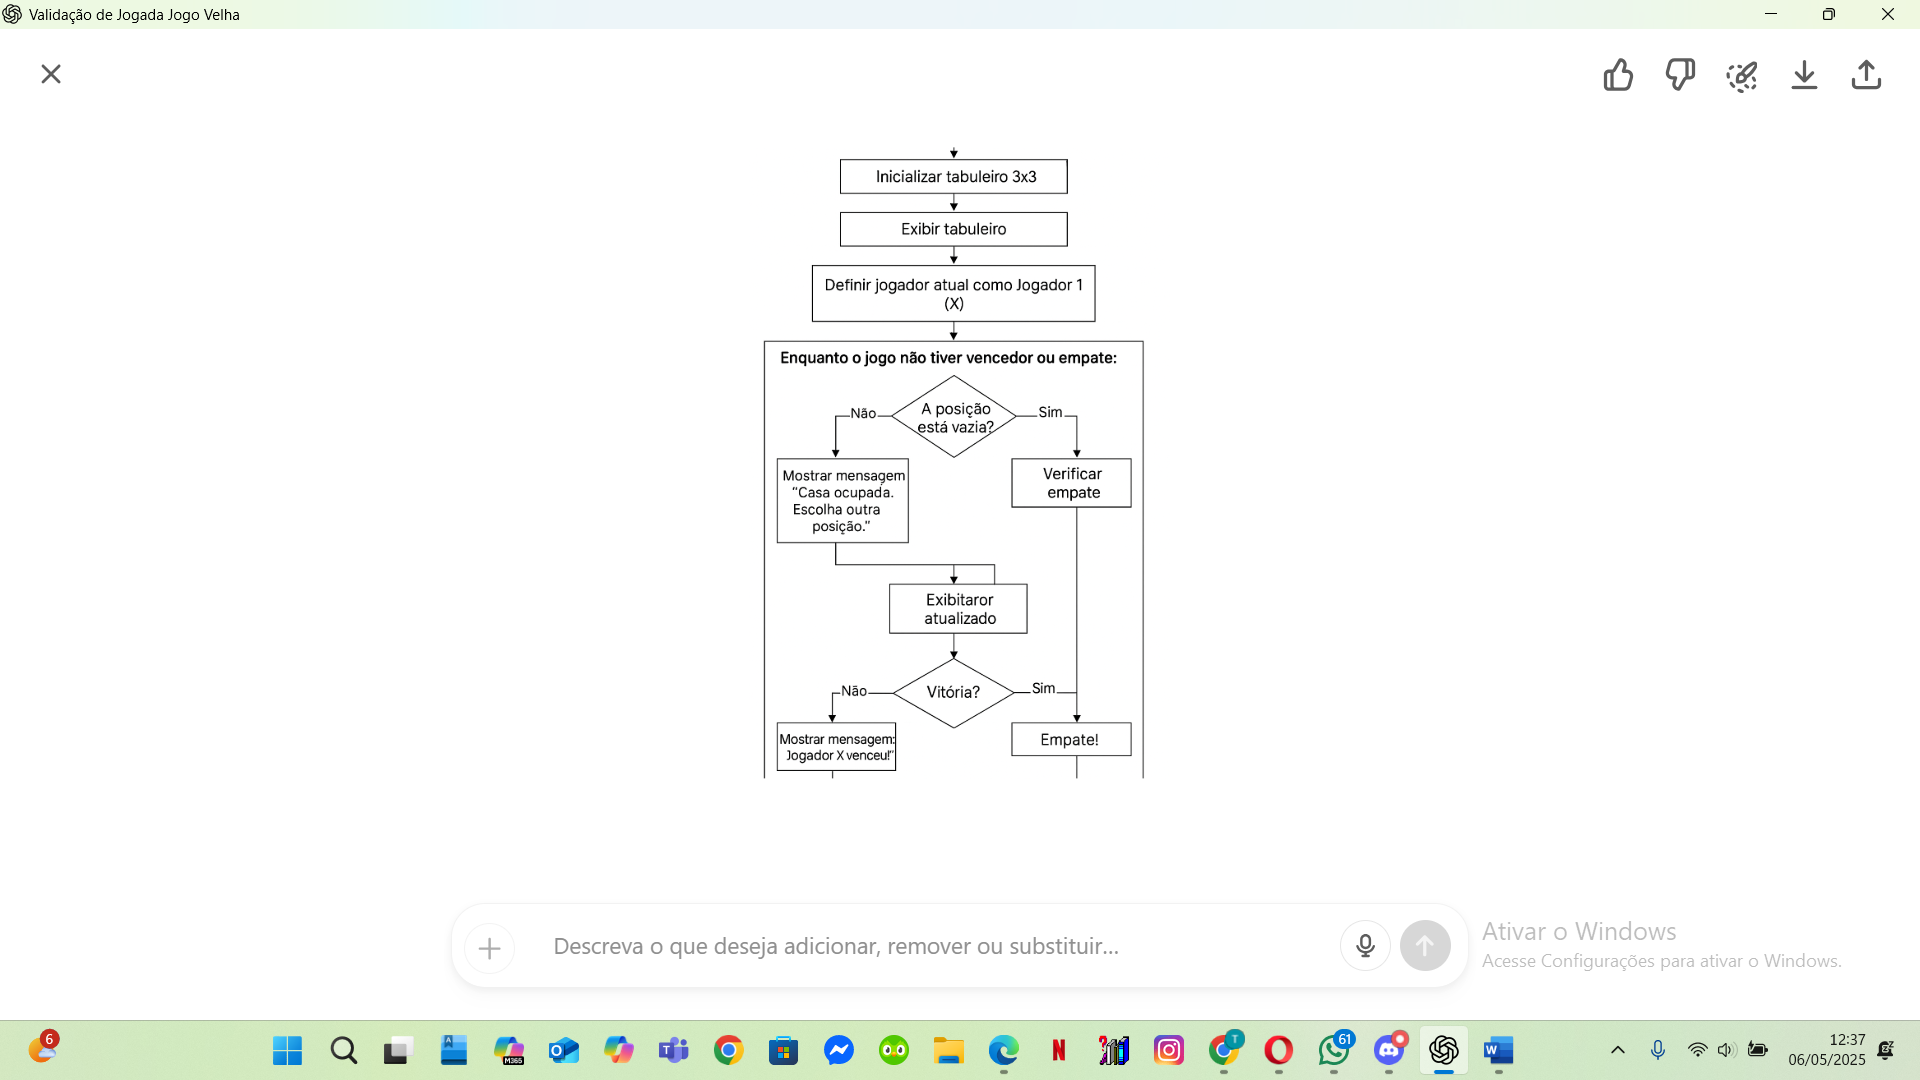 Validação de Jogada Jogo Velha
Inicializar tabuleiro 3x3
Exibir tabuleiro
Definir jogador atual como Jogador 1
(X)
Enquanto o jogo não tiver vencedor ou empate:
A posição
está vazia?
Não
Sim
Mostrar mensagem
“Casa ocupada.
Escolha outra
posição.”
Verificar
empate
Exibitaror
atualizado
Vitória?
Não
Sim
Mostrar mensagem:
Jogador X venceu!”
Empate!
Descreva o que deseja adicionar, remover ou substituir...
Ativar o Windows
Acesse Configurações para ativar o Windows.
6
M365
T
61
12:37
06/05/2025